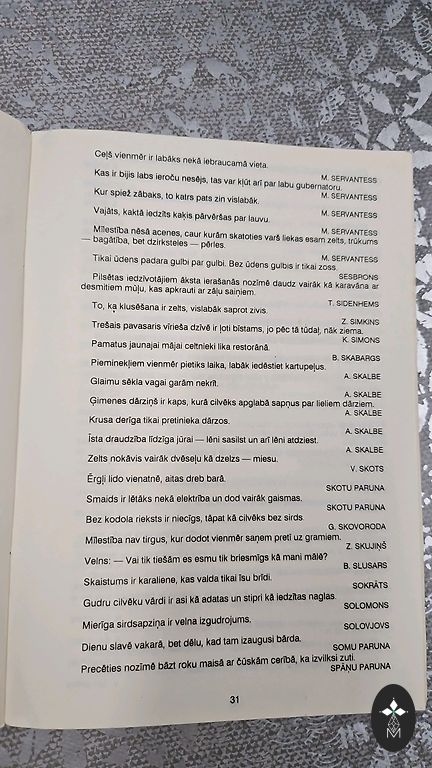 Ceļš vienmēr ir labāks nekā iebraucamā vieta.
M. SERVANTESS
Kas ir bijis labs ieroču nesējs, tas var kļūt arī par labu gubernatoru.
M. SERVANTESS
Kur spiež zābaks, to katrs pats zin vislabāk.
M. SERVANTESS
Vajāts, kaktā iedzīts kaķis pārvēršas par lauvu.
M. SERVANTESS
Mīlestība nēsā acenes, caur kurām skatoties varš liekas esam zelts, trūkums
— bagātība, bet dzirksteles — pērles.
M. SERVANTESS
Tikai ūdens padara gulbi par gulbi. Bez ūdens gulbis ir tikai zoss.
SESBRONS
Pilsētas iedzīvotājiem āksta ierašanās nozīmē daudz vairāk kā karavāna ar
desmitiem mūļu, kas apkrauti ar zāļu saiņiem.
T. SIDENHEMS
To, ka klusēšana ir zelts, vislabāk saprot zivis.
Z. SIMKINS
Trešais pavasaris vīrieša dzīvē ir ļoti bīstams, jo pēc tā tūdaļ nāk ziema.
K. SIMONS
Pamatus jaunajai mājai celtnieki lika restorānā.
B. SKABARGS
Pieminekļiem vienmēr pietiks laika, labāk iedēstiet kartupeļus.
A. SKALBE
Glaimu sēkla vagai garām nekrīt.
A. SKALBE
Ģimenes dārziņš ir kaps, kurā cilvēks apglabā sapņus par lieliem dārziem.
A. SKALBE
Krusa derīga tikai pretinieka dārzos.
A. SKALBE
Īsta draudzība līdzīga jūrai — lēni sasilst un arī lēni atdziest.
A. SKALBE
Zelts nokāvis vairāk dvēseļu kā dzelzs — miesu.
V. SKOTS
Ērgļi lido vienatnē, aitas dreb barā.
SKOTU PARUNA
Smaids ir lētāks nekā elektrība un dod vairāk gaismas.
SKOTU PARUNA
Bez kodola rieksts ir niecīgs, tāpat kā cilvēks bez sirds.
G. SKOVORODA
Mīlestība nav tirgus, kur dodot vienmēr saņem pretī uz gramiem.
Z. SKUJIŅŠ
Velns: — Vai tik tiešām es esmu tik briesmīgs kā mani mālē?
B. SLUSARS
Skaistums ir karaliene, kas valda tikai īsu brīdi.
SOKRĀTS
Gudru cilvēku vārdi ir asi kā adatas un stipri kā iedzītas naglas.
SOLOMONS
Mierīga sirdsapziņa ir velna izgudrojums.
SOLOVJOVS
Dienu slavē vakarā, bet dēlu, kad tam izaugusi bārda.
SOMU PARUNA
Precēties nozīmē bāzt roku maisā ar čūskām cerībā, ka izvilksi zuti.
SPĀŅU PARUNA
31
M